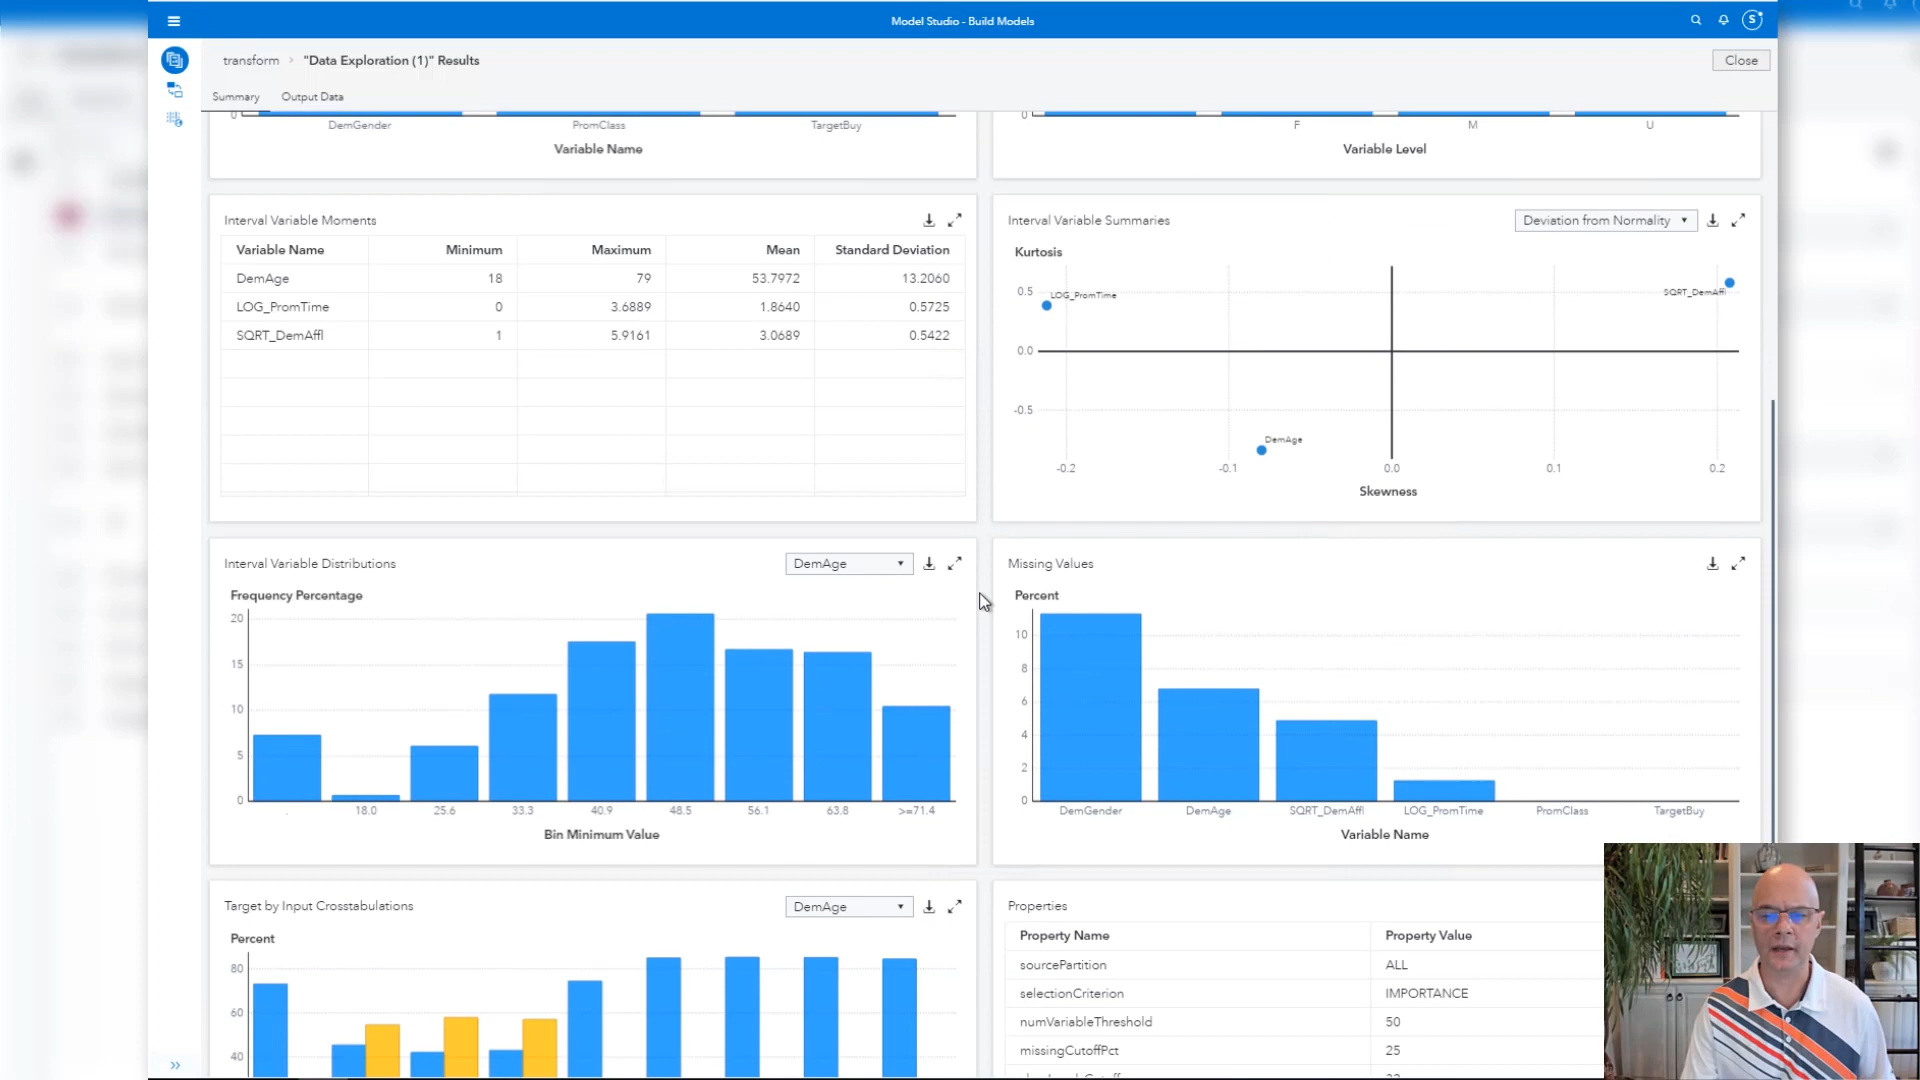 Model Studio - Build Models
S
transform > "Data Exploration (1)" Results
Close
Summary Output Data
0
DemGender PromClass TargetBuy
Variable Name
0
F M U
Variable Level
Interval Variable Moments
Variable Name Minimum Maximum Mean Standard Deviation
DemAge 18 79 53.7972 13.2060
LOG_PromTime 0 3.6889 1.8640 0.5725
SQRT_DemAffl 1 5.9161 3.0689 0.5422
Interval Variable Summaries
Deviation from Normality
Kurtosis
0.5
LOG_PromTime
SQRT_DemAffl
0.0
-0.5
DemAge
-0.2 -0.1 0.0 0.1 0.2
Skewness
Interval Variable Distributions
DemAge
Frequency Percentage
20
15
10
5
0
. 18.0 25.6 33.3 40.9 48.5 56.1 63.8 >=71.4
Bin Minimum Value
Missing Values
Percent
10
8
6
4
2
0
DemGender DemAge SQRT_DemAffl LOG_PromTime PromClass TargetBuy
Variable Name
Target by Input Crosstabulations
DemAge
Percent
80
60
40
Properties
Property Name Property Value
sourcePartition ALL
selectionCriterion IMPORTANCE
numVariableThreshold 50
missingCutoffPct 25